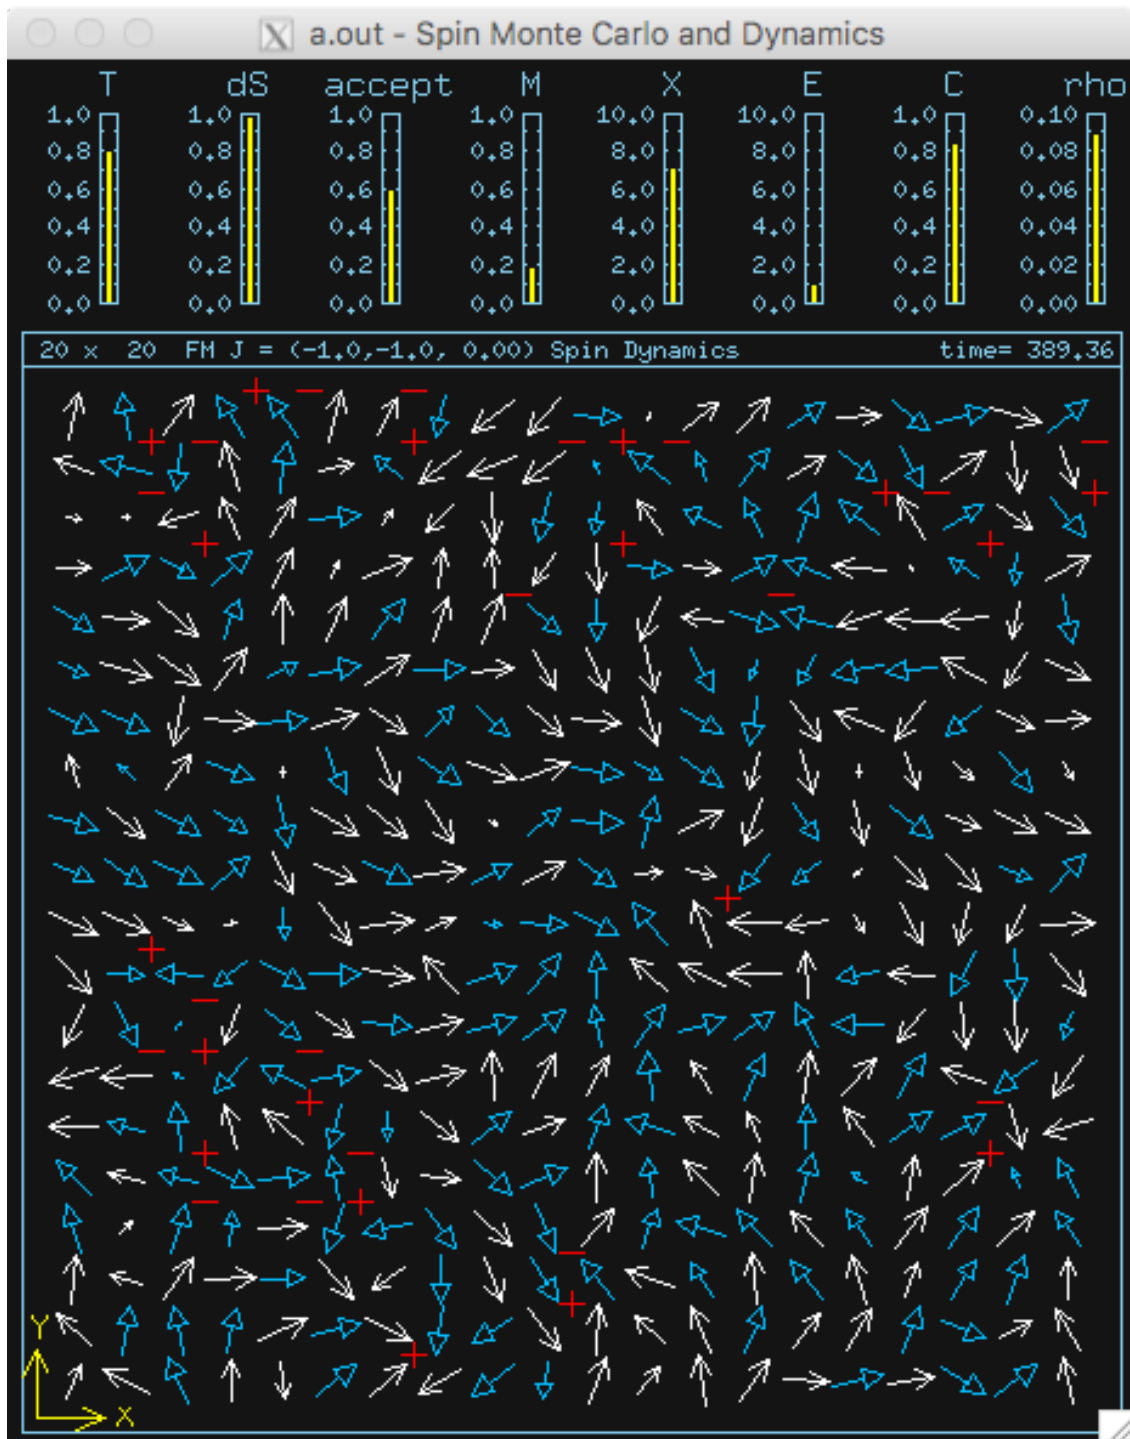 a.out - Spin Monte Carlo and Dynamics
T dS accept M X E C rho
1.0 1.0 1.0 1.0 10.0 10.0 1.0 0.10
0.8 0.8 0.8 0.8 8.0 8.0 0.8 0.08
0.6 0.6 0.6 0.6 6.0 6.0 0.6 0.06
0.4 0.4 0.4 0.4 4.0 4.0 0.4 0.04
0.2 0.2 0.2 0.2 2.0 2.0 0.2 0.02
0.0 0.0 0.0 0.0 0.0 0.0 0.0 0.00
20 x 20 FM J = (-1.0,-1.0, 0.00) Spin Dynamics time= 389.36
Y
X